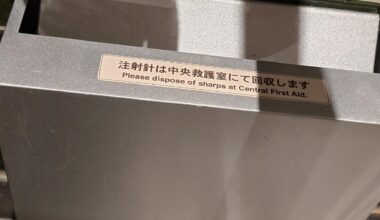 注射針は中央救護室にて回収します
Please dispose of sharps at Central First Aid.